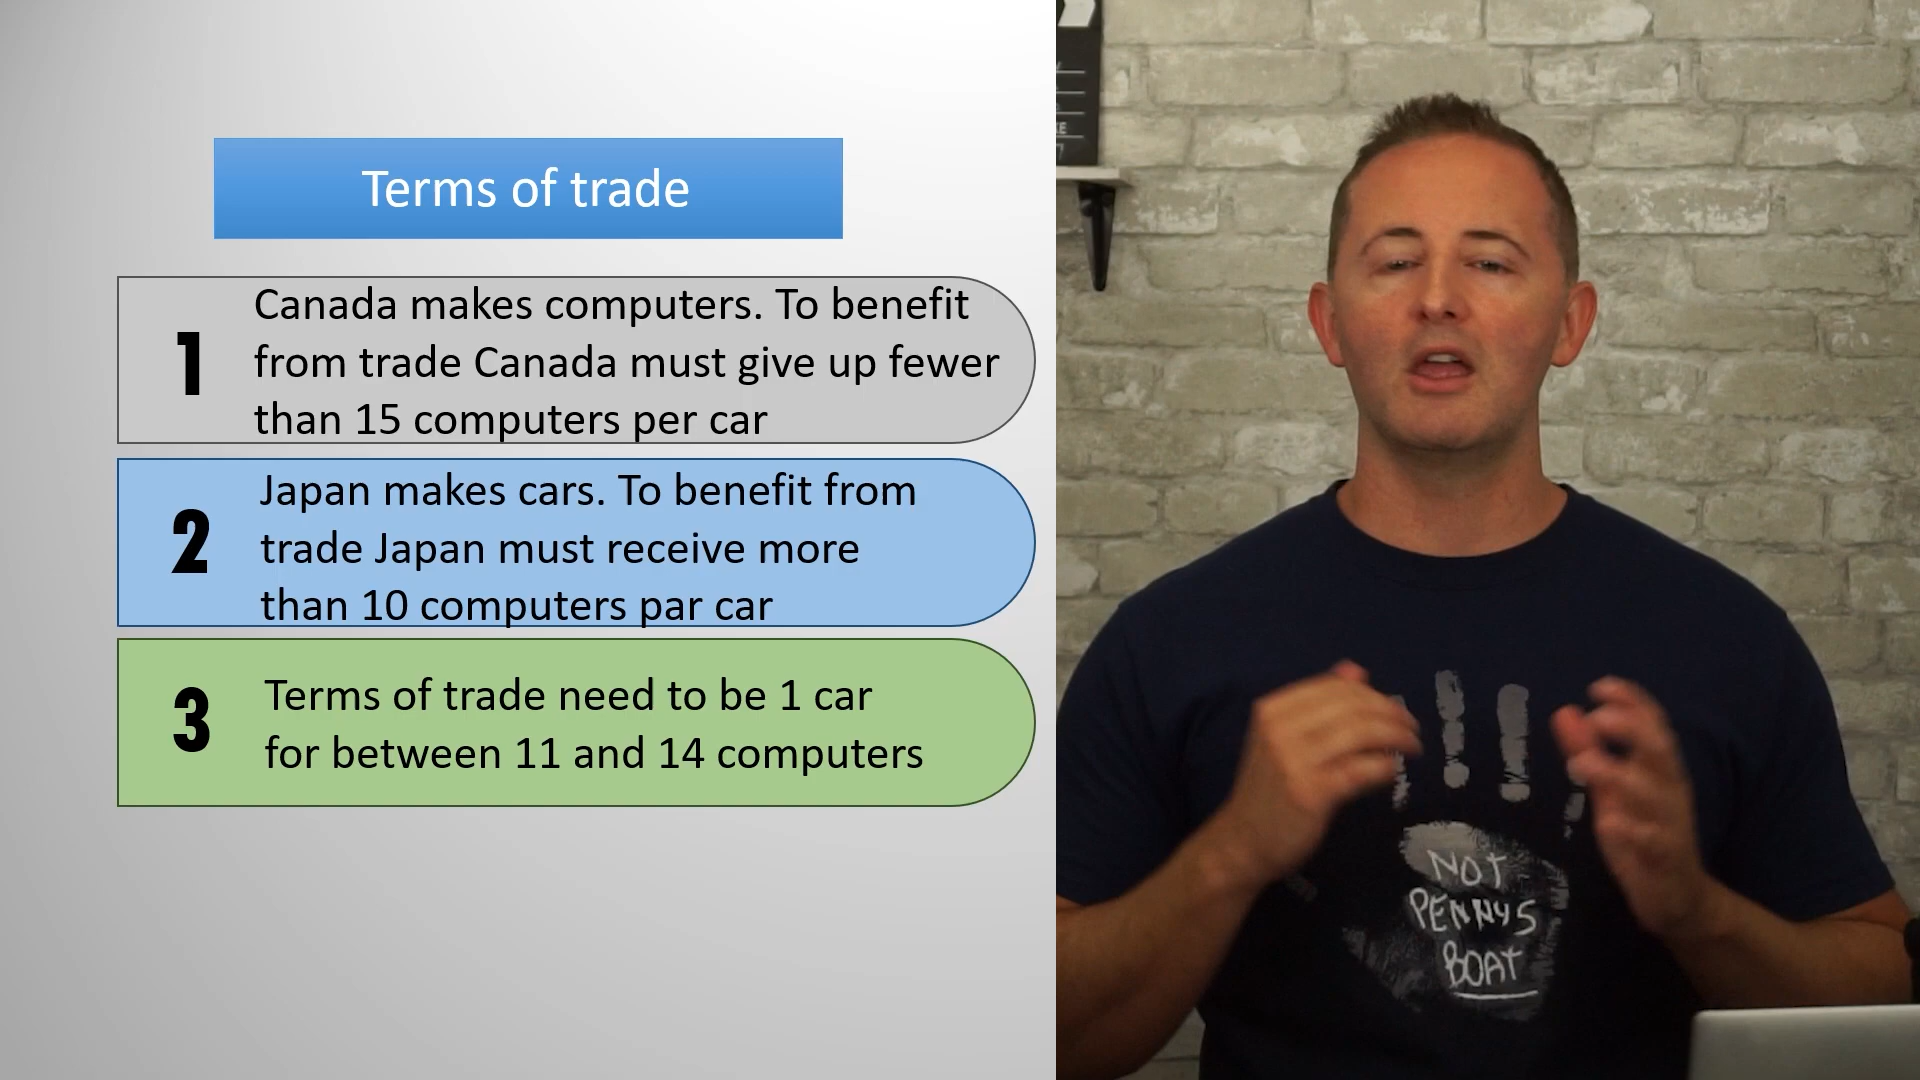 Terms of trade
1
Canada makes computers. To benefit
from trade Canada must give up fewer
than 15 computers per car
2
Japan makes cars. To benefit from
trade Japan must receive more
than 10 computers par car
3
Terms of trade need to be 1 car
for between 11 and 14 computers
NOT
PENNYS
BOAT